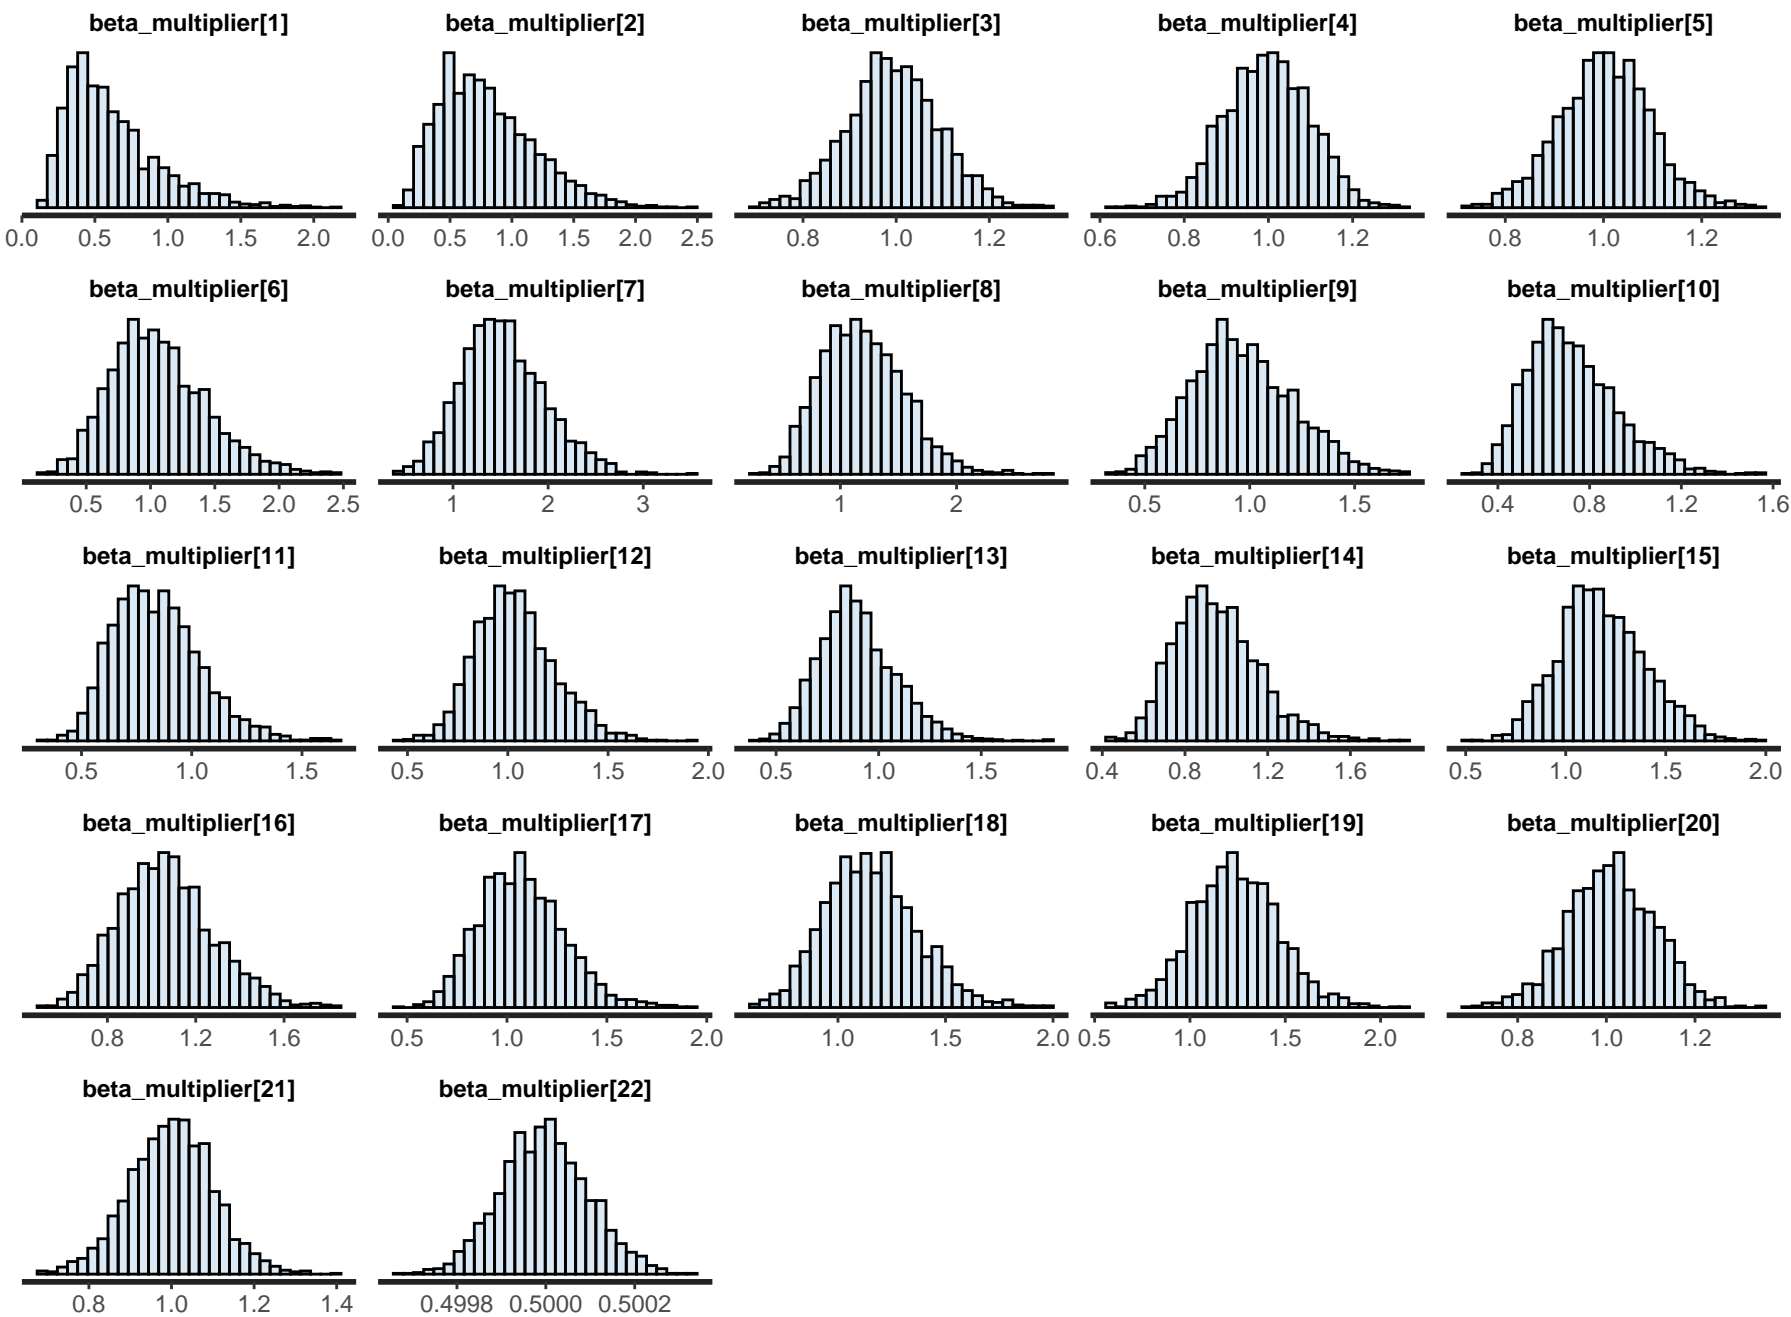 beta_multiplier[1] beta_multiplier[2] beta_multiplier[3] beta_multiplier[4] beta_multiplier[5]
0.0 0.5 1.0 1.5 2.0 0.0 0.5 1.0 1.5 2.0 2.5 0.8 1.0 1.2 0.6 0.8 1.0 1.2 0.8 1.0 1.2
beta_multiplier[6] beta_multiplier[7] beta_multiplier[8] beta_multiplier[9] beta_multiplier[10]
0.5 1.0 1.5 2.0 2.5 1 2 3 1 2 0.5 1.0 1.5 0.4 0.8 1.2 1.6
beta_multiplier[11] beta_multiplier[12] beta_multiplier[13] beta_multiplier[14] beta_multiplier[15]
0.5 1.0 1.5 0.5 1.0 1.5 2.0 0.5 1.0 1.5 0.4 0.8 1.2 1.6 0.5 1.0 1.5 2.0
beta_multiplier[16] beta_multiplier[17] beta_multiplier[18] beta_multiplier[19] beta_multiplier[20]
0.8 1.2 1.6 0.5 1.0 1.5 2.0 1.0 1.5 2.0 0.5 1.0 1.5 2.0 0.8 1.0 1.2
beta_multiplier[21] beta_multiplier[22]
0.8 1.0 1.2 1.4 0.4998 0.5000 0.5002